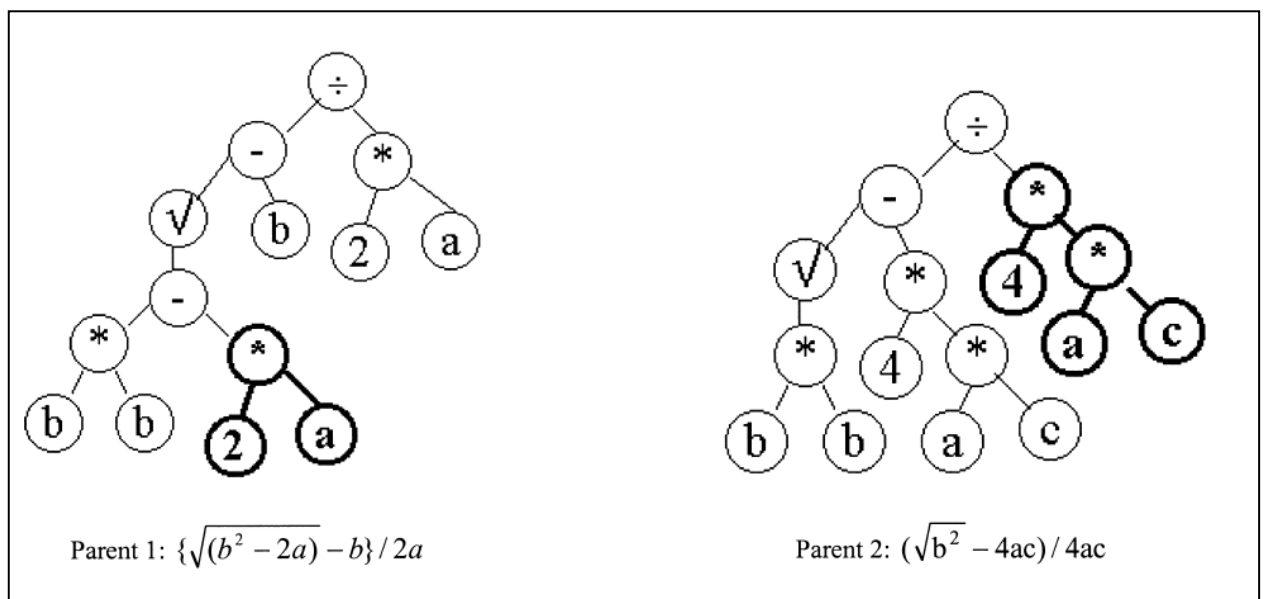 ÷
- *
√ b 2 a
-
* *
b b 2 a
Parent 1: {√(b² − 2a) − b} / 2a
÷
- *
√ * 4 *
* 4 * a c
b b a c
Parent 2: (√b² − 4ac) / 4ac